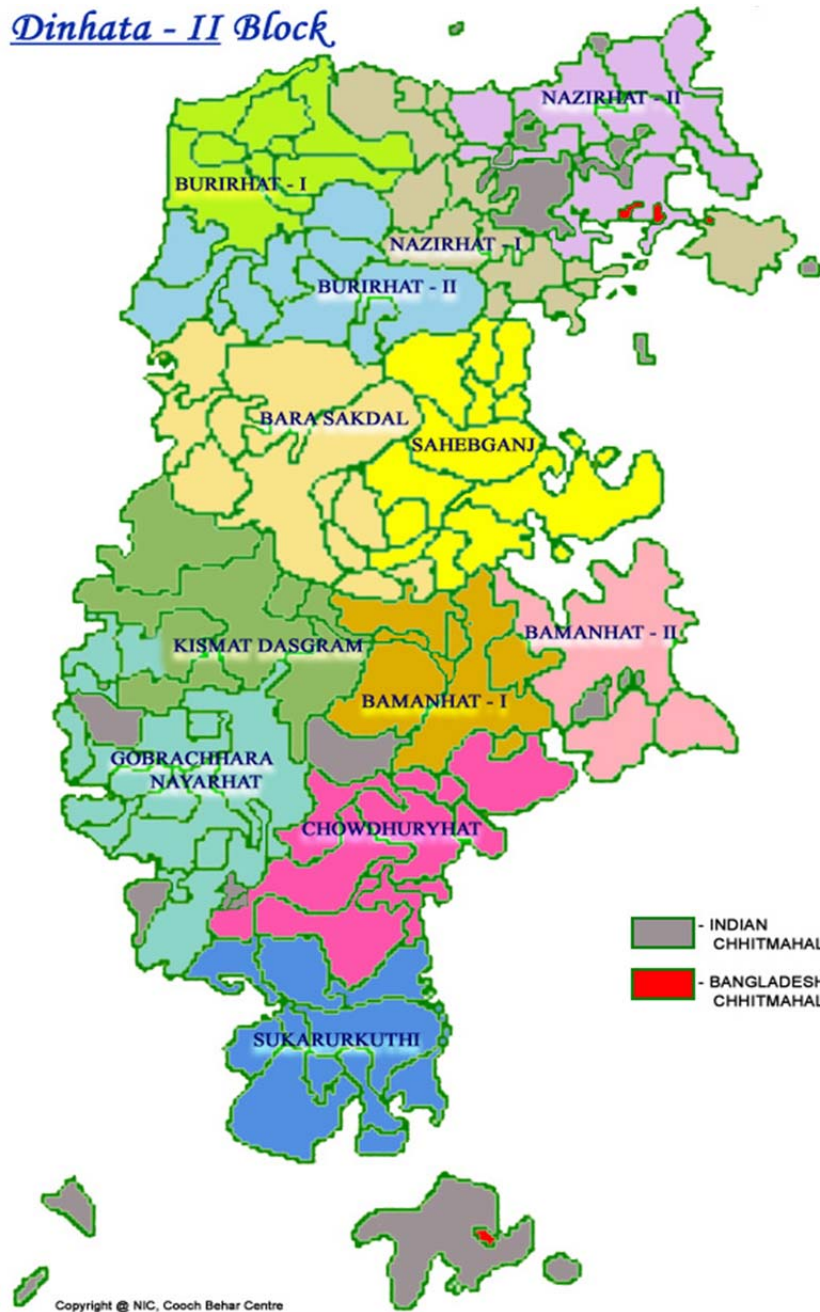 Dinhata - II Block
NAZIRHAT - II
BURIRHAT - I
NAZIRHAT - I
BURIRHAT - II
BARA SAKDAL
SAHEBGANJ
KISMAT DASGRAM
BAMANHAT - II
BAMANHAT - I
GOBRACHHARA
NAYARHAT
CHOWDHURYHAT
- INDIAN
CHHITMAHAL
- BANGLADESH
CHHITMAHAL
SUKARURKUTHI
Copyright @ NIC, Cooch Behar Centre